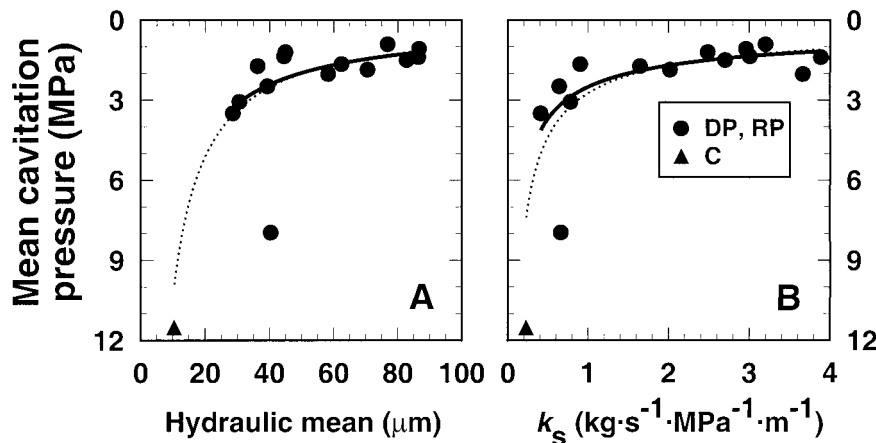 0
3
6
9
12
Mean cavitation
pressure (MPa)
A
0 20 40 60 80 100
Hydraulic mean (μm)
DP, RP
C
B
0
3
6
9
12
0 1 2 3 4
kₛ (kg·s⁻¹·MPa⁻¹·m⁻¹)